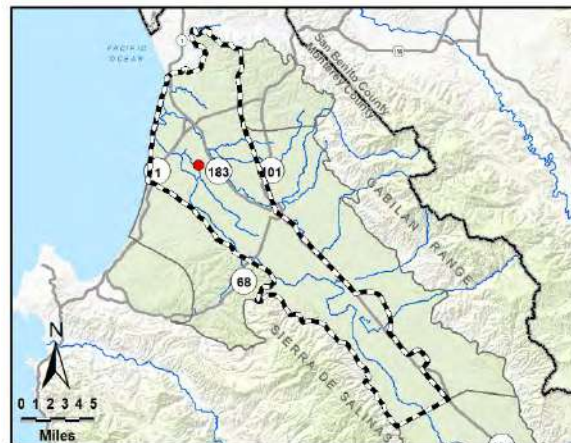 PACIFIC
OCEAN
1
San Benito County
Monterey County
1
183
101
GABILAN RANGE
68
SIERRA DE SALINAS
N
0 1 2 3 4 5
Miles